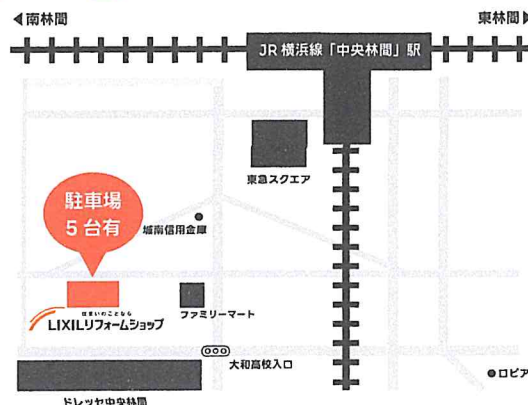 ◀南林間
東林間▶
JR 横浜線「中央林間」駅
東急スクエア
駐車場
5 台有
城南信用金庫
住まいのことなら
LIXILリフォームショップ
ファミリーマート
大和高校入口
ロピア
ドレッセ中央林間